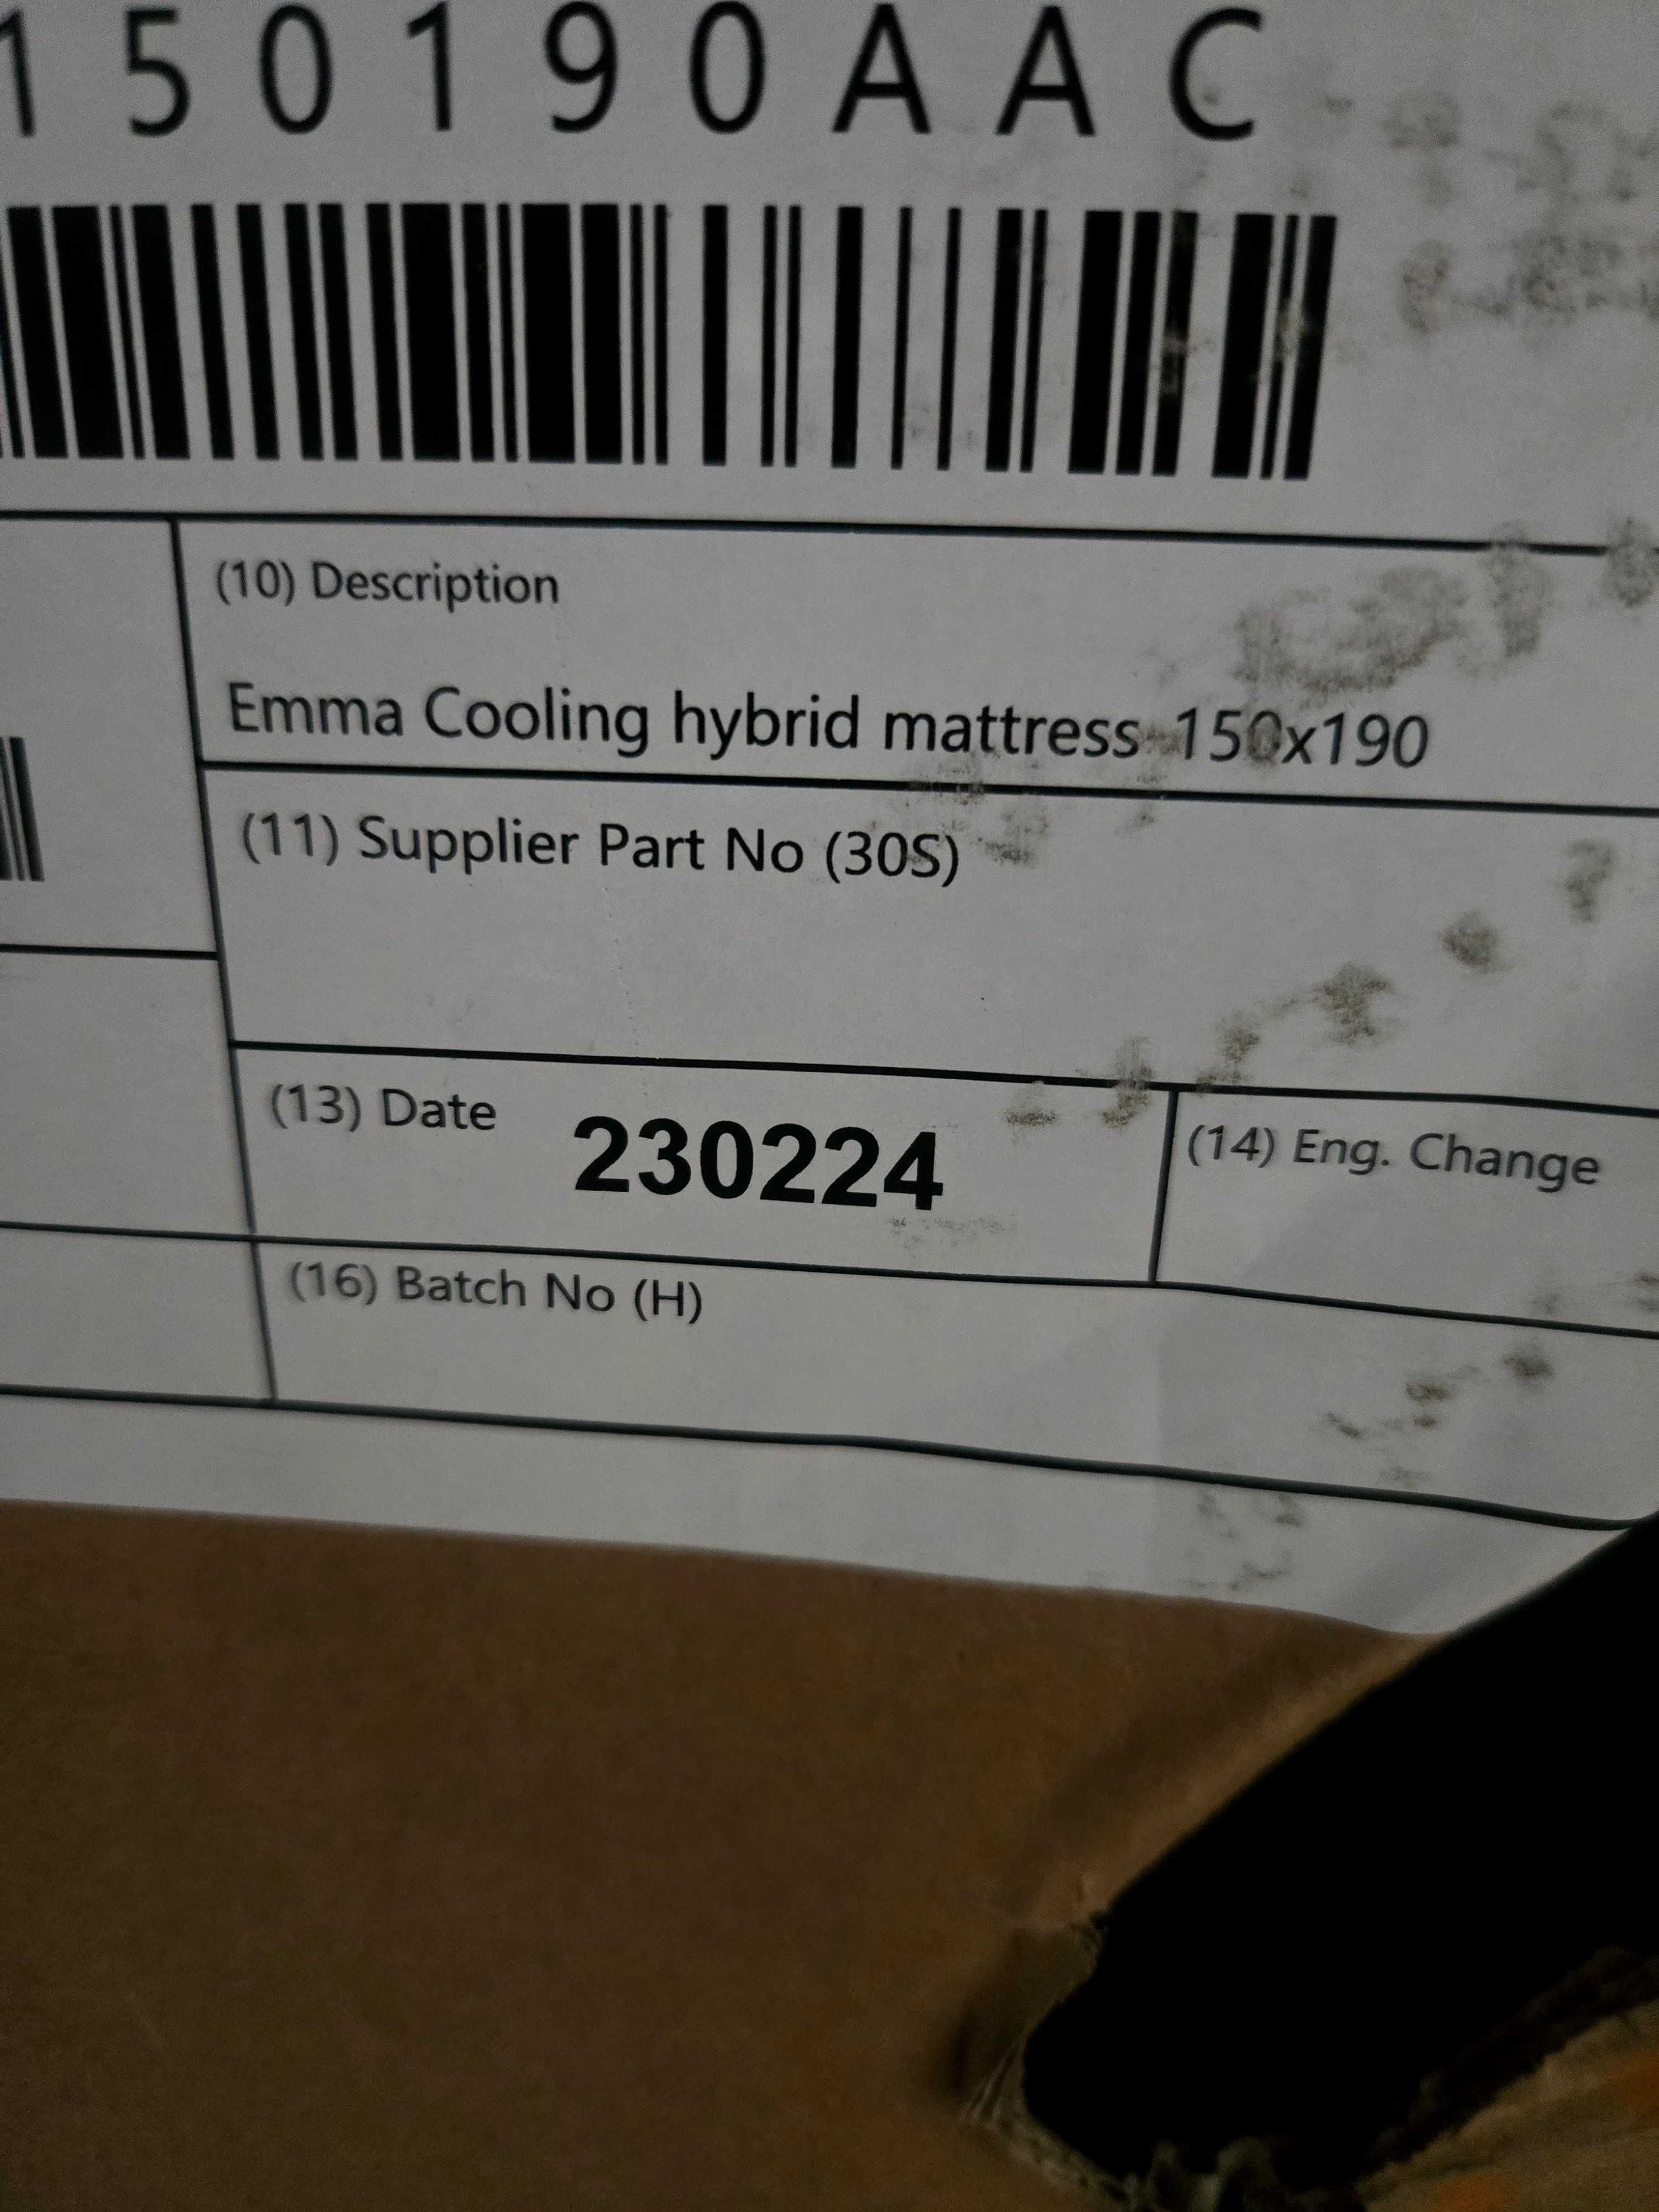 150190AAC
(10) Description
Emma Cooling hybrid mattress 150x190
(11) Supplier Part No (30S)
(13) Date 230224
(14) Eng. Change
(16) Batch No (H)